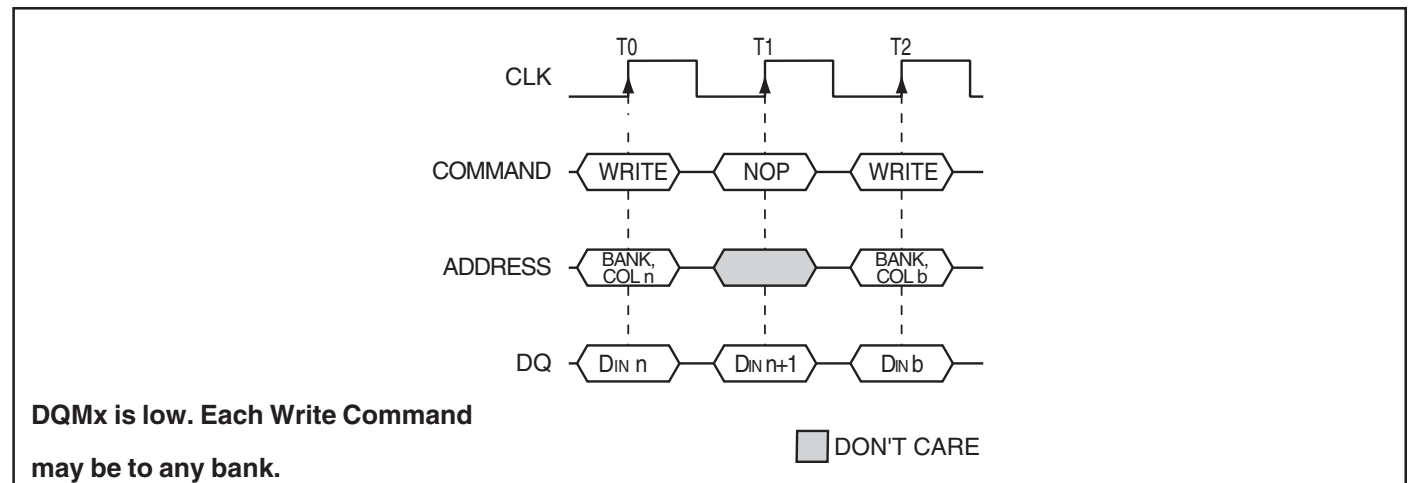 T0 T1 T2
CLK
COMMAND WRITE NOP WRITE
ADDRESS BANK, COL n BANK, COL b
DQ DIN n DIN n+1 DIN b
DQMx is low. Each Write Command
may be to any bank.
DON'T CARE